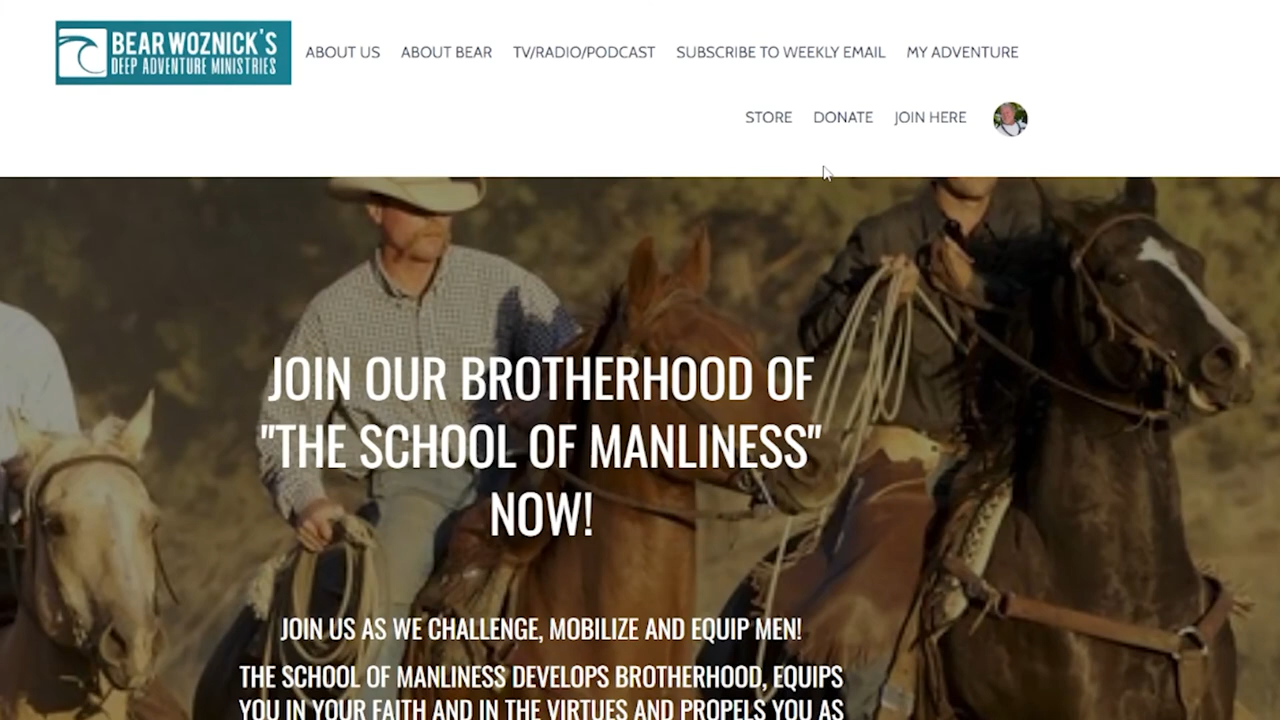 BEAR WOZNICK'S
DEEP ADVENTURE MINISTRIES
ABOUT US ABOUT BEAR TV/RADIO/PODCAST SUBSCRIBE TO WEEKLY EMAIL MY ADVENTURE
STORE DONATE JOIN HERE
JOIN OUR BROTHERHOOD OF
"THE SCHOOL OF MANLINESS"
NOW!
JOIN US AS WE CHALLENGE, MOBILIZE AND EQUIP MEN!
THE SCHOOL OF MANLINESS DEVELOPS BROTHERHOOD, EQUIPS
YOU IN YOUR FAITH AND IN THE VIRTUES AND PROPELS YOU AS